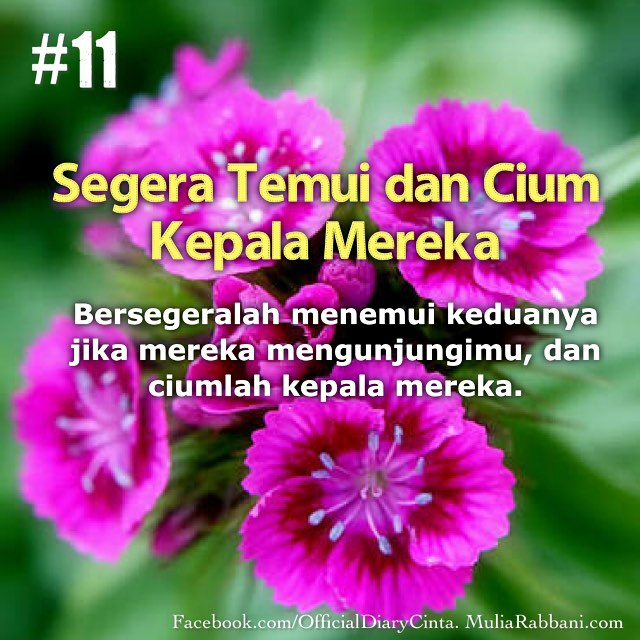 #11
Segera Temui dan Cium
Kepala Mereka
Bersegeralah menemui keduanya
jika mereka mengunjungimu, dan
ciumlah kepala mereka.
Facebook.com/OfficialDiaryCinta. MuliaRabbani.com